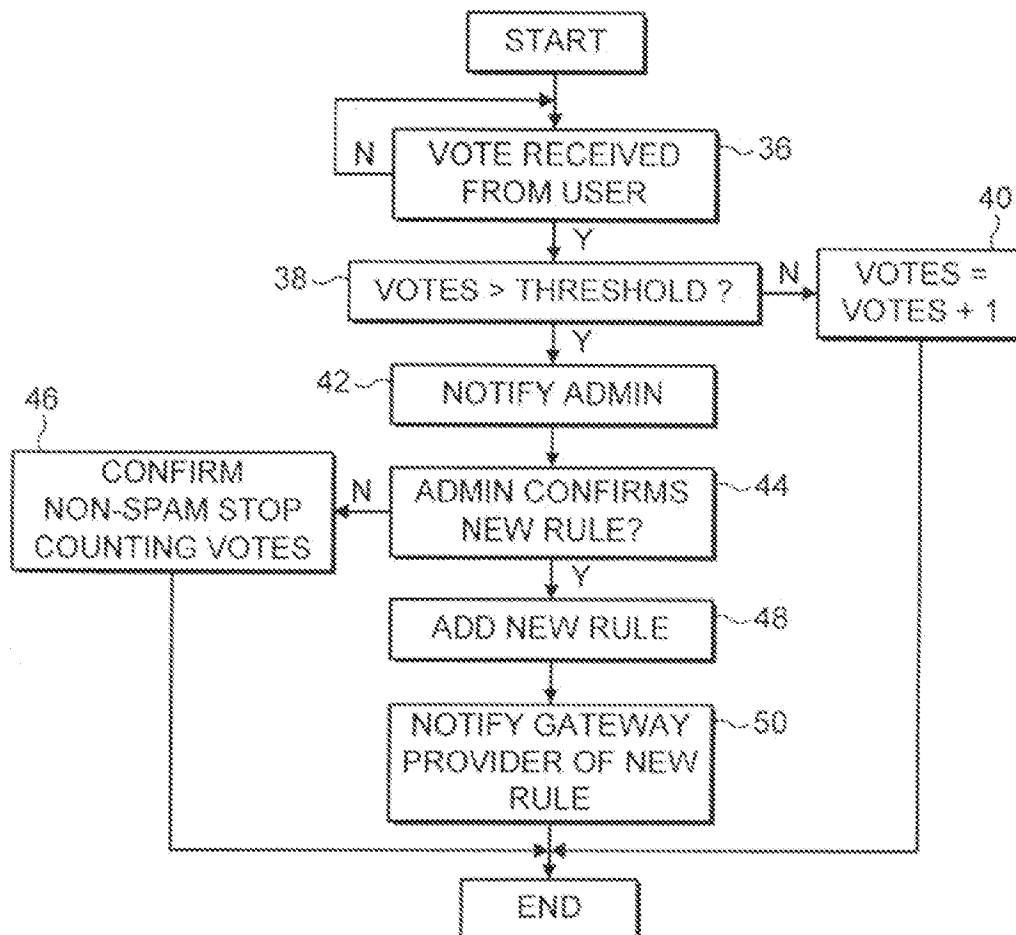 START
N
VOTE RECEIVED
FROM USER
36
Y
40
38
VOTES > THRESHOLD ?
N
VOTES =
VOTES + 1
Y
42
NOTIFY ADMIN
46
CONFIRM
NON-SPAM STOP
COUNTING VOTES
N
ADMIN CONFIRMS
NEW RULE?
44
Y
ADD NEW RULE
48
NOTIFY GATEWAY
PROVIDER OF NEW
RULE
50
END